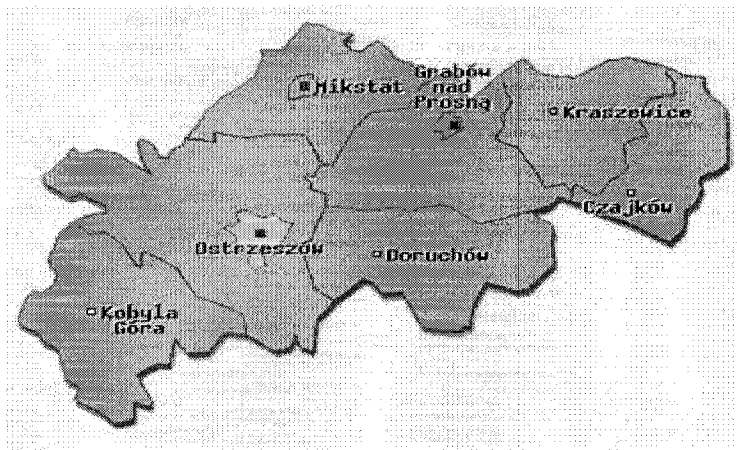 Mikstat
Grabów
nad
Prosną
Kraszewice
Czajków
Ostrzeszów
Doruchów
Kobyla
Góra